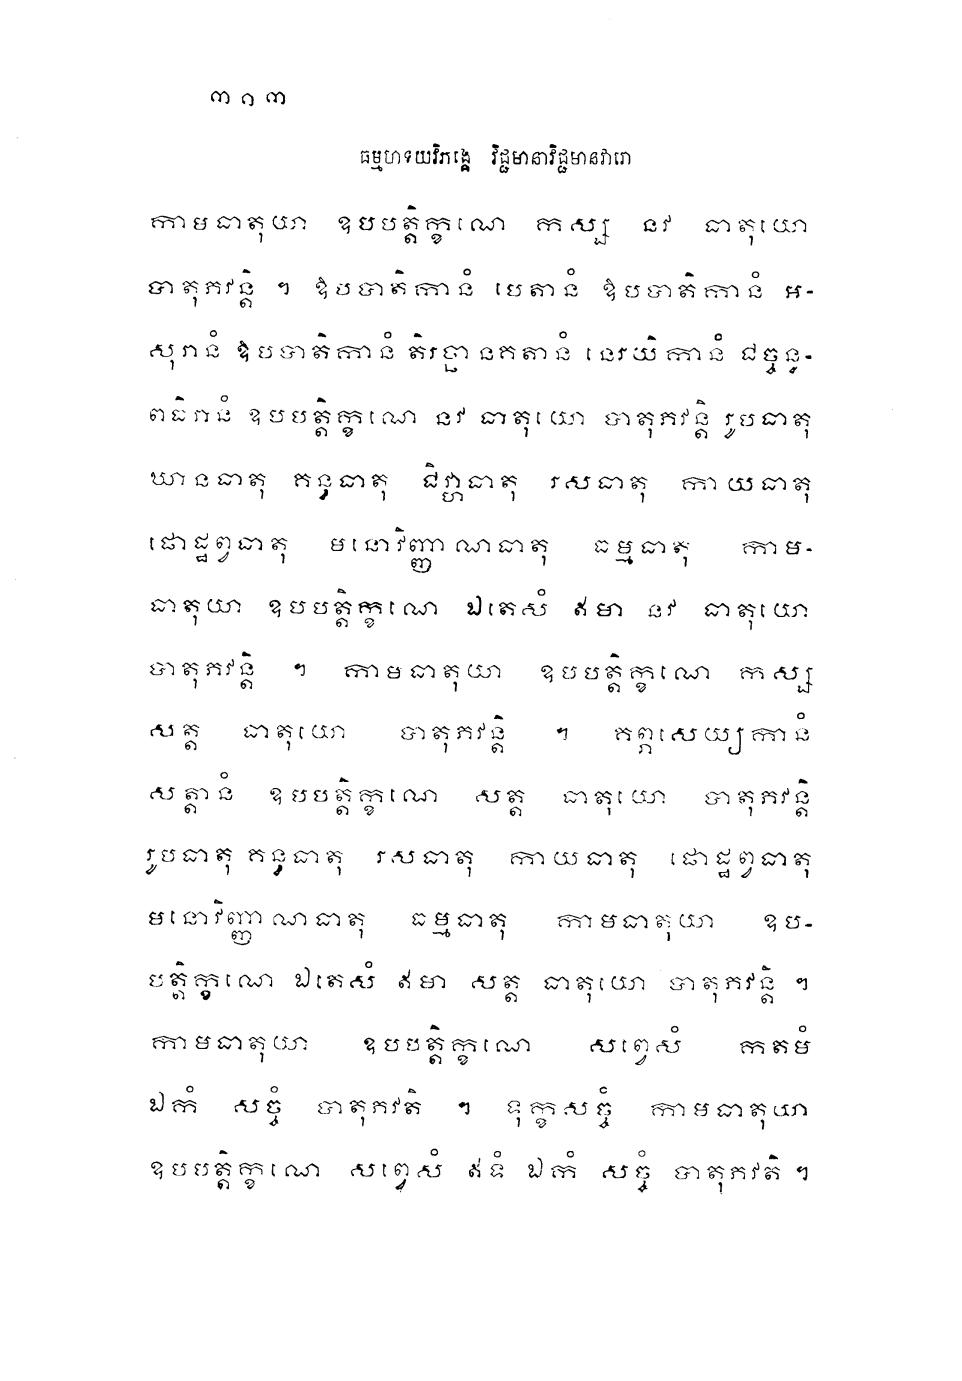 ៣១៣
ធម្មហទយវិភង្គេ វិជ្ជមានាវិជ្ជមានវារោ
កាមធាតុយា ឧបបត្តិក្ខណេ កស្ស នវ ធាតុយោ
បាតុភវន្តិ ។ ឱបបាតិកានំ បេតានំ ឱបបាតិកានំ អ-
សុរានំ ឱបបាតិកានំ តិរច្ឆានកតានំ នេរយិកានំ ជច្ចន្ធ-
ពធិរានំ ឧបបត្តិក្ខណេ នវ ធាតុយោ បាតុភវន្តិ រូបធាតុ
ឃានធាតុ គន្ធធាតុ ជិវ្ហាធាតុ រសធាតុ កាយធាតុ
ផោដ្ឋព្វធាតុ មនោវិញ្ញាណធាតុ ធម្មធាតុ កាម-
ធាតុយា ឧបបត្តិក្ខណេ ឯតេសំ ឥមា នវ ធាតុយោ
បាតុភវន្តិ ។ កាមធាតុយា ឧបបត្តិក្ខណេ កស្ស
សត្ត ធាតុយោ បាតុភវន្តិ ។ គព្ភសេយ្យកានំ
សត្តានំ ឧបបត្តិក្ខណេ សត្ត ធាតុយោ បាតុភវន្តិ
រូបធាតុ គន្ធធាតុ រសធាតុ កាយធាតុ ផោដ្ឋព្វធាតុ
មនោវិញ្ញាណធាតុ ធម្មធាតុ កាមធាតុយា ឧប-
បត្តិក្ខណេ ឯតេសំ ឥមា សត្ត ធាតុយោ បាតុភវន្តិ ។
កាមធាតុយា ឧបបត្តិក្ខណេ សព្វេសំ កតមំ
ឯកំ សច្ចំ បាតុភវតិ ។ ទុក្ខសច្ចំ កាមធាតុយា
ឧបបត្តិក្ខណេ សព្វេសំ ឥទំ ឯកំ សច្ចំ បាតុភវតិ ។